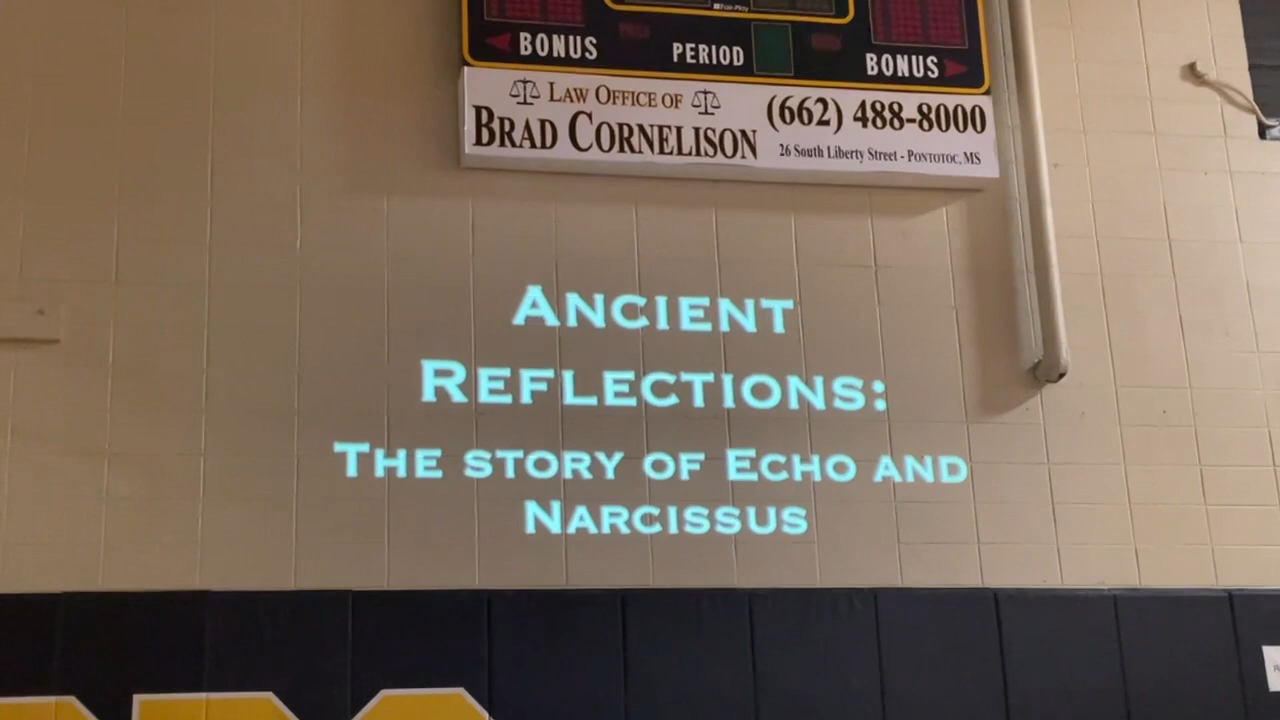 BONUS PERIOD BONUS
LAW OFFICE OF
BRAD CORNELISON
(662) 488-8000
26 South Liberty Street - PONTOTOC, MS
ANCIENT
REFLECTIONS:
THE STORY OF ECHO AND
NARCISSUS